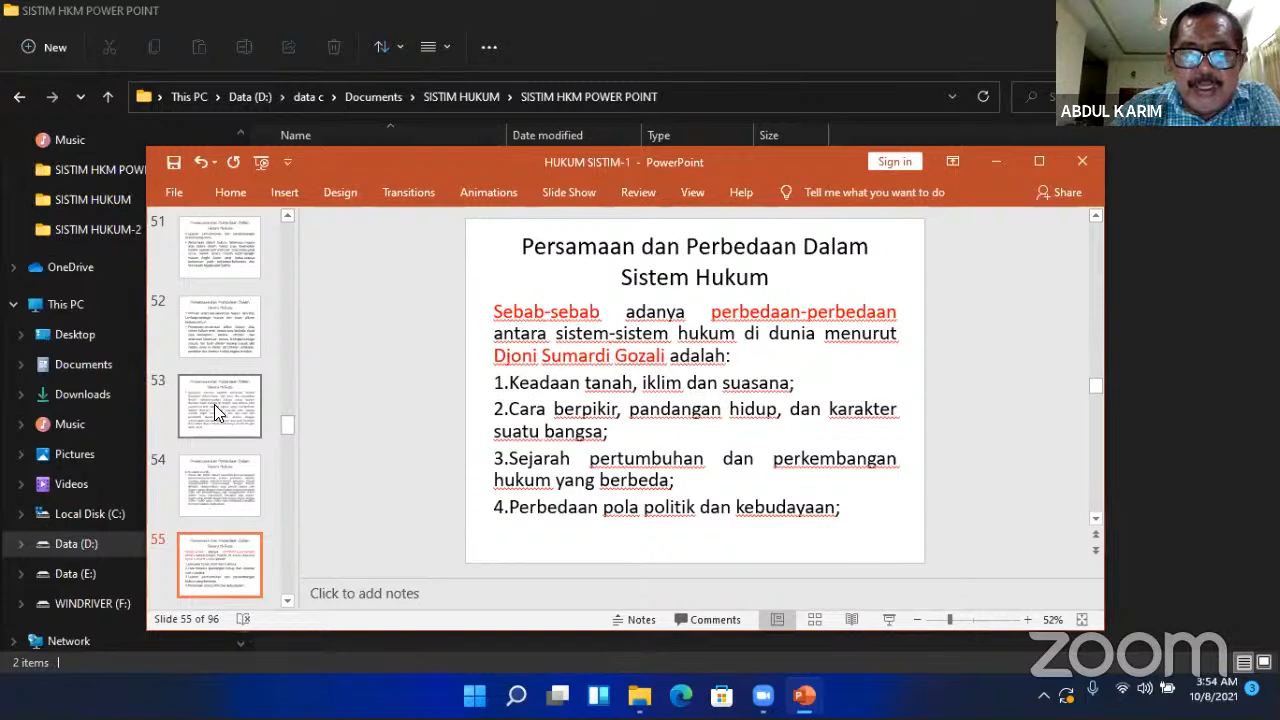 SISTIM HKM POWER POINT
New
This PC
Data (D:)
data c
Documents
SISTIM HUKUM
SISTIM HKM POWER POINT
ABDUL KARIM
Music
SISTIM HKM POW
SISTIM HUKUM
SISTIM HUKUM-2
OneDrive
This PC
Desktop
Documents
Downloads
Music
Pictures
Videos
Local Disk (C:)
Data (D:)
Data (E:)
WINDRIVER (F:)
Network
2 items
Name
Date modified
Type
Size
HUKUM SISTIM-1 - PowerPoint
Sign in
File Home Insert Design Transitions Animations Slide Show Review View Help Tell me what you want to do Share
51
52
53
54
55
Persamaan dan Perbedaan Dalam
Sistem Hukum
Sebab-sebab adanya perbedaan-perbedaan
antara sistem-sistem hukum di dunia menurut
Djoni Sumardi Gozali adalah:
1.Keadaan tanah, iklim dan suasana;
2.Cara berpikir, pandangan hidup, dan karakter
suatu bangsa;
3.Sejarah pertumbuhan dan perkembangan
hukum yang berbeda;
4.Perbedaan pola politik dan kebudayaan;
Click to add notes
Slide 55 of 96
Notes
Comments
52%
zoom
3:54 AM
10/8/2021
3